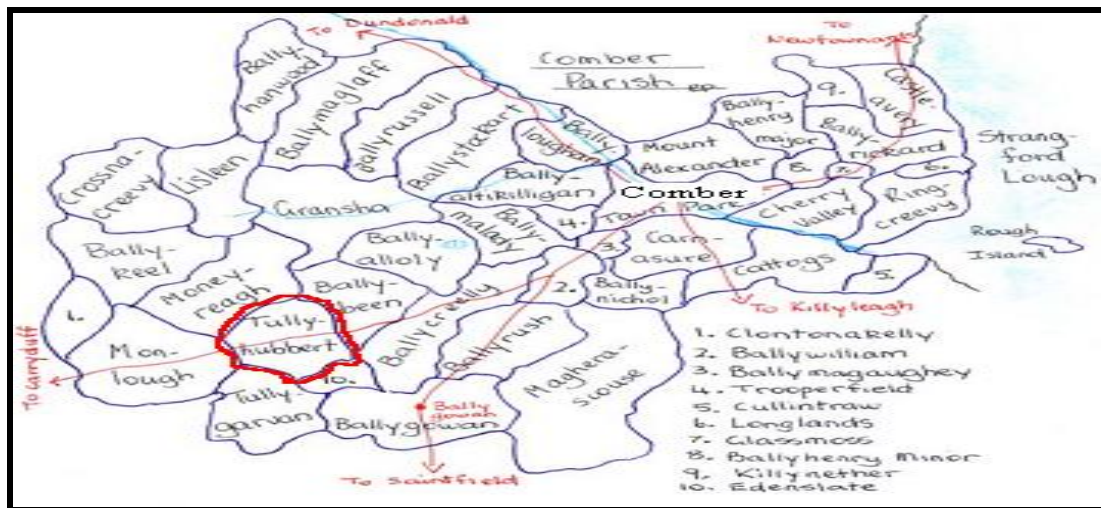 To Dundonald
To
Newtownards
Comber
Parish
Bally-
hanwood
Ballymaglaff
Ballyrussell
Ballystockart
Bally
loughan
Mount
Alexander
Bally-
henry
major
9.
Castle
avery
Bally-
rickard
8.
7.
6.
Strang-
ford
Lough
Crossna-
creevy
Lisleen
Gransha
Bally-
altikilligan
Comber
Town Park
Cherry
Valley
Ring-
creevy
Rough
Island
Bally-
keel
Money-
reagh
Bally-
alloly
Bally-
malady
4.
3.
Carn-
asure
Cattogs
5.
1.
Mon-
lough
Tully-
hubbert
Bally-
been
Ballycreelly
2.
Bally-
nichol
Ballyrush
Maghera-
scouse
To Killyleagh
To Carryduff
10.
Tully-
garvan
Ballygowan
Bally
gowan
To Saintfield
1. Clontonakelly
2. Ballywilliam
3. Ballymagaughey
4. Trooperfield
5. Cullintraw
6. Longlands
7. Glassmoss
8. Ballyhenry Minor
9. Killynether
10. Edenslate